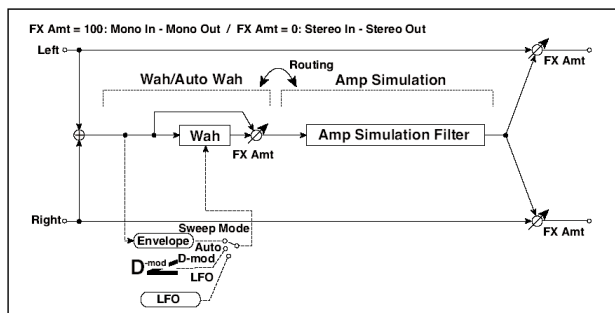 FX Amt = 100: Mono In - Mono Out / FX Amt = 0: Stereo In - Stereo Out
Left
FX Amt
Routing
Wah/Auto Wah
Amp Simulation
Wah
FX Amt
Amp Simulation Filter
Right
FX Amt
Sweep Mode
Envelope
Auto
D-mod
D-mod
LFO
LFO